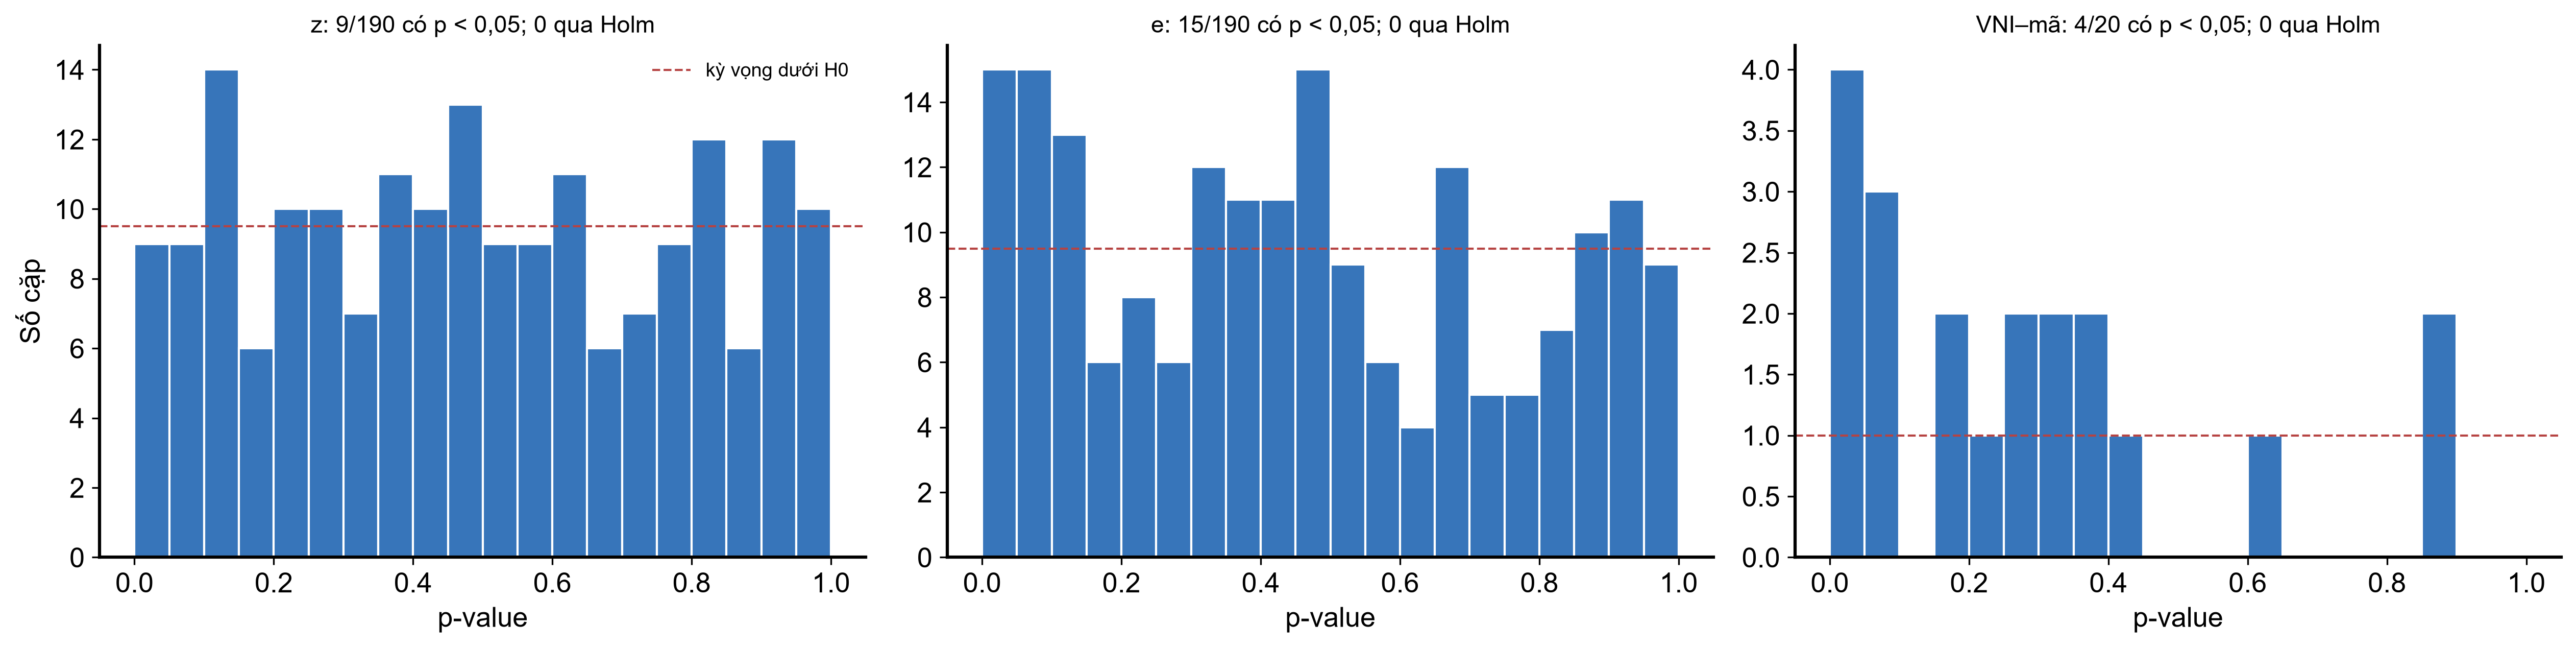 z: 9/190 có p < 0,05; 0 qua Holm
kỳ vọng dưới H0
14
12
10
8
6
4
2
0
Số cặp
0.0 0.2 0.4 0.6 0.8 1.0
p-value
e: 15/190 có p < 0,05; 0 qua Holm
14
12
10
8
6
4
2
0
0.0 0.2 0.4 0.6 0.8 1.0
p-value
VNI–mã: 4/20 có p < 0,05; 0 qua Holm
4.0
3.5
3.0
2.5
2.0
1.5
1.0
0.5
0.0
0.0 0.2 0.4 0.6 0.8 1.0
p-value